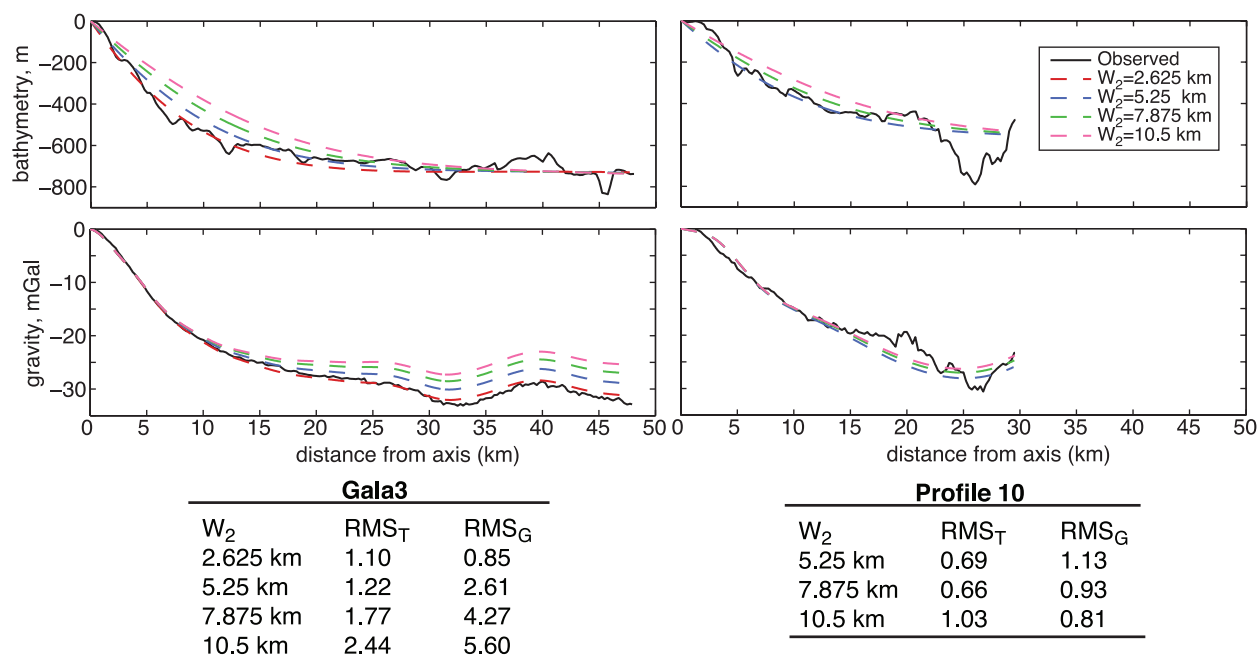 0
−200
−400
−600
−800
bathymetry, m
Observed
W₂=2.625 km
W₂=5.25 km
W₂=7.875 km
W₂=10.5 km
0
−10
−20
−30
gravity, mGal
0 5 10 15 20 25 30 35 40 45 50
distance from axis (km)
0 5 10 15 20 25 30 35 40 45 50
distance from axis (km)
Gala3
W₂ RMS_T RMS_G
2.625 km 1.10 0.85
5.25 km 1.22 2.61
7.875 km 1.77 4.27
10.5 km 2.44 5.60
Profile 10
W₂ RMS_T RMS_G
5.25 km 0.69 1.13
7.875 km 0.66 0.93
10.5 km 1.03 0.81